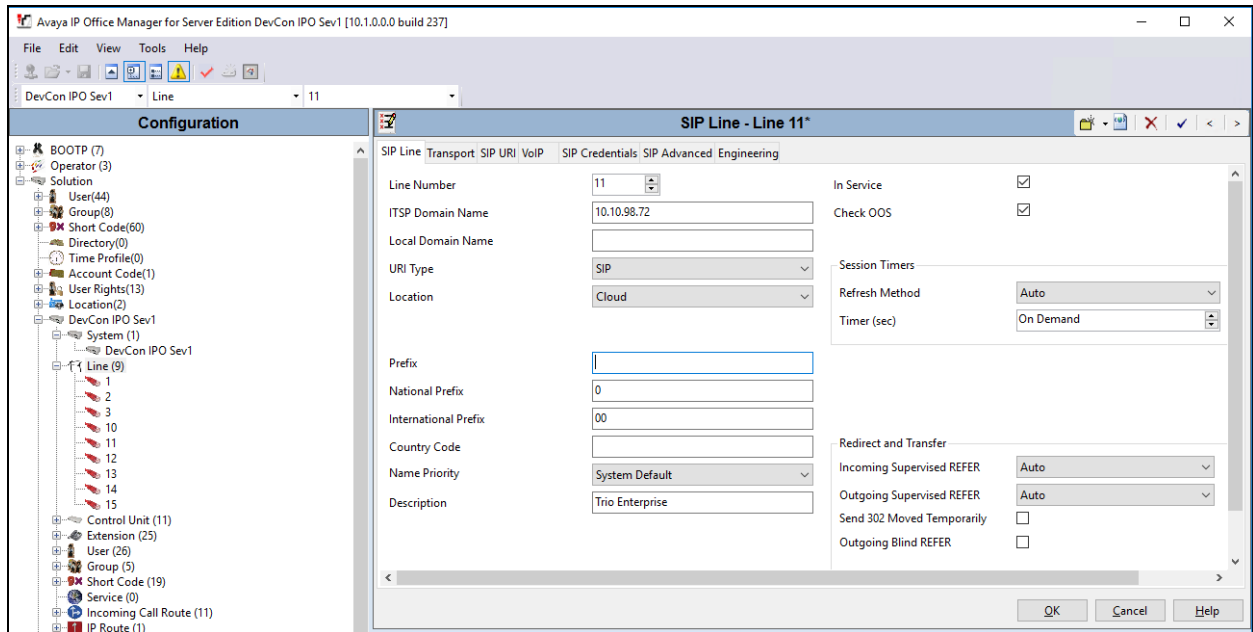 Avaya IP Office Manager for Server Edition DevCon IPO Sev1 [10.1.0.0.0 build 237]
File Edit View Tools Help
DevCon IPO Sev1 Line 11
Configuration
BOOTP (7)
Operator (3)
Solution
User(44)
Group(8)
Short Code(60)
Directory(0)
Time Profile(0)
Account Code(1)
User Rights(13)
Location(2)
DevCon IPO Sev1
System (1)
DevCon IPO Sev1
Line (9)
1
2
3
10
11
12
13
14
15
Control Unit (11)
Extension (25)
User (26)
Group (5)
Short Code (19)
Service (0)
Incoming Call Route (11)
IP Route (1)
SIP Line - Line 11*
SIP Line Transport SIP URI VoIP SIP Credentials SIP Advanced Engineering
Line Number 11
ITSP Domain Name 10.10.98.72
Local Domain Name
URI Type SIP
Location Cloud
Prefix
National Prefix 0
International Prefix 00
Country Code
Name Priority System Default
Description Trio Enterprise
In Service
Check OOS
Session Timers
Refresh Method Auto
Timer (sec) On Demand
Redirect and Transfer
Incoming Supervised REFER Auto
Outgoing Supervised REFER Auto
Send 302 Moved Temporarily
Outgoing Blind REFER
OK Cancel Help